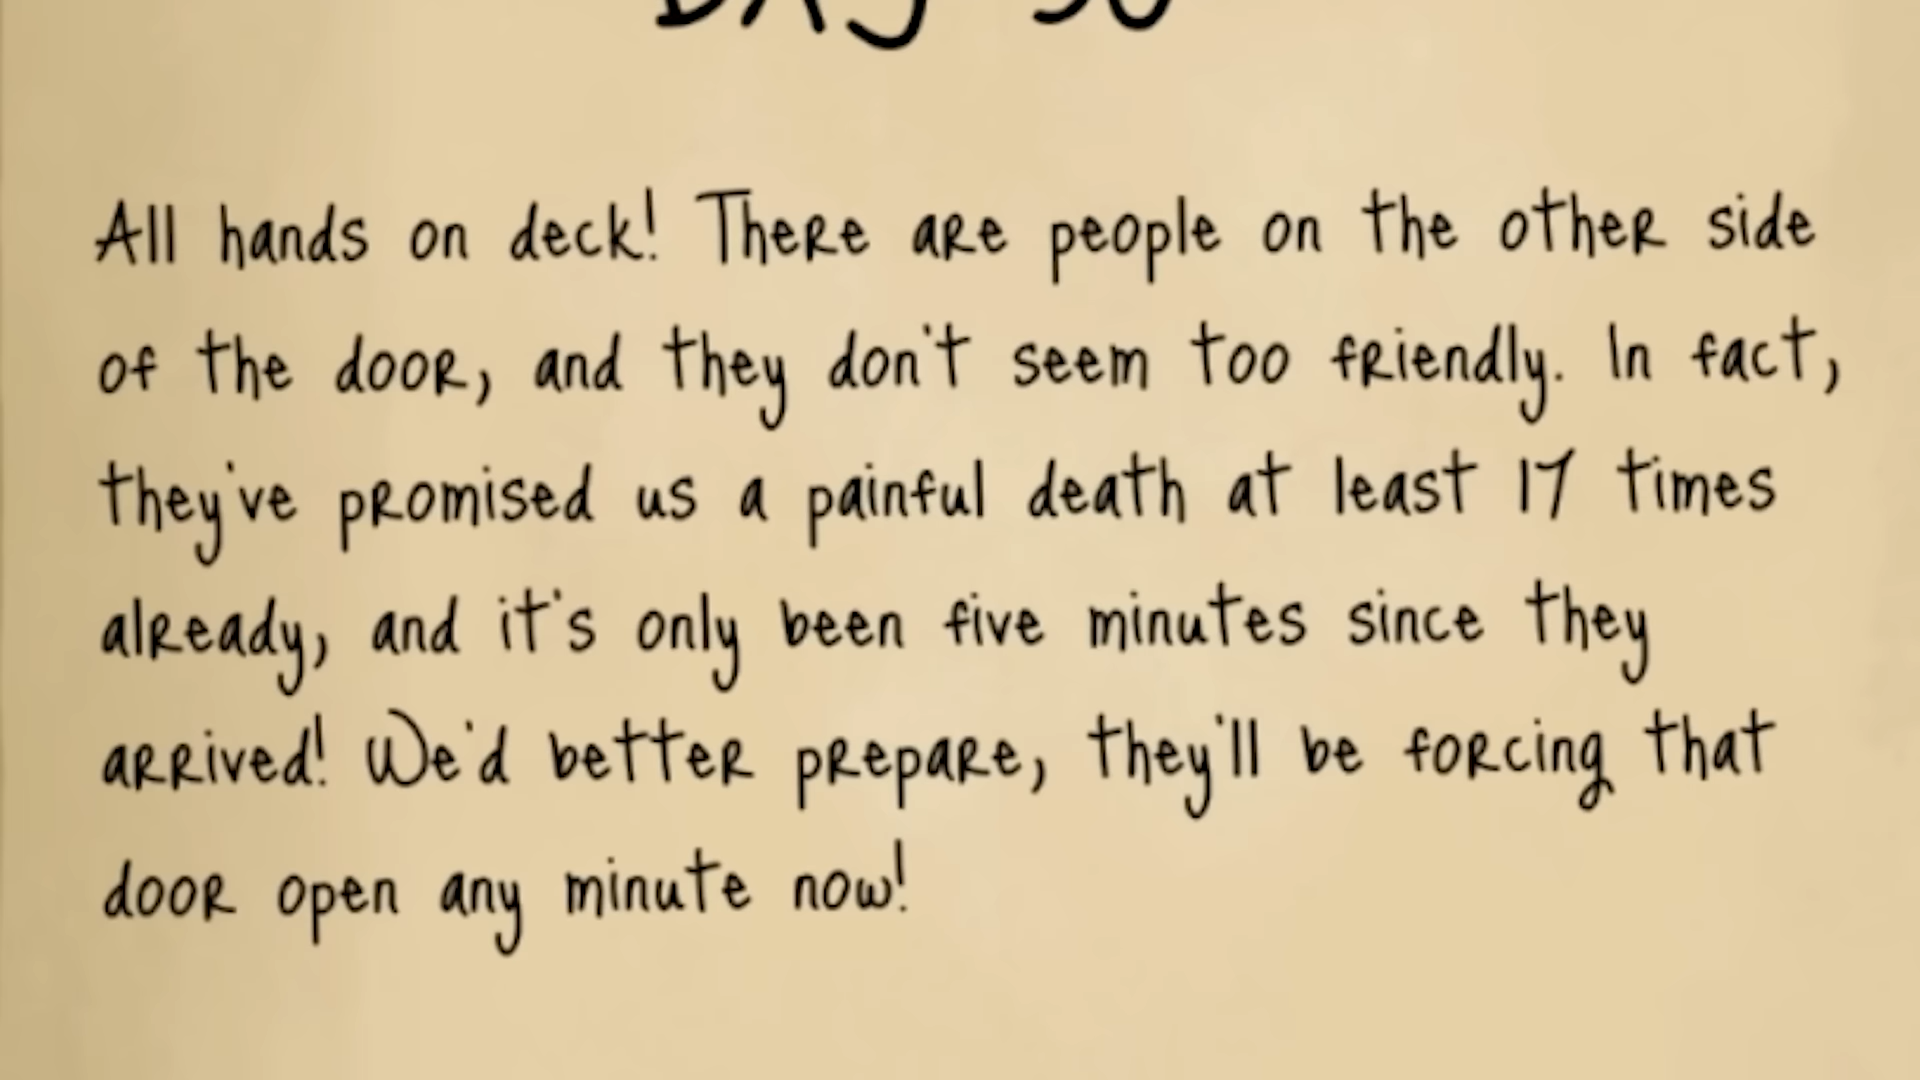 DAY
All hands on deck! There are people on the other side
of the door, and they don't seem too friendly. In fact,
they've promised us a painful death at least 17 times
already, and it's only been five minutes since they
arrived! We'd better prepare, they'll be forcing that
door open any minute now!